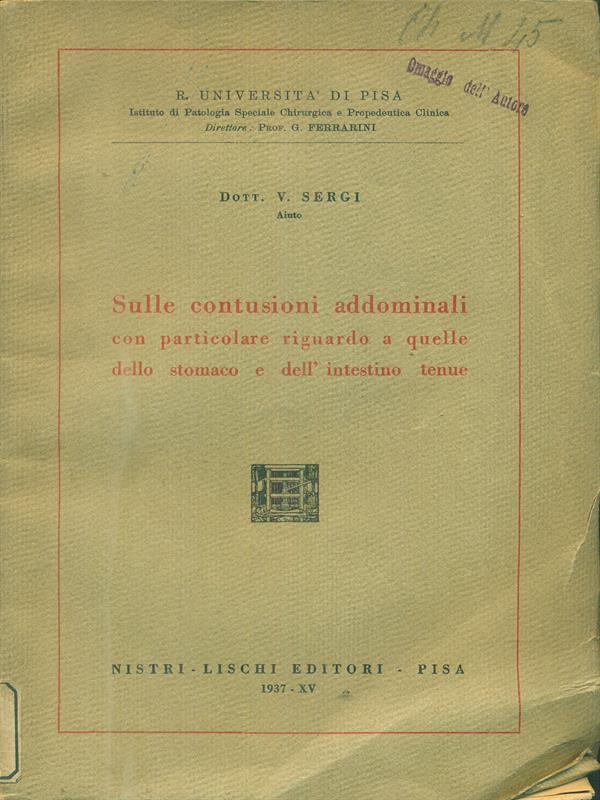 M 45
Omaggio dell'Autore
R. UNIVERSITA' DI PISA
Istituto di Patologia Speciale Chirurgica e Propedeutica Clinica
Direttore: PROF. G. FERRARINI
DOTT. V. SERGI
Aiuto
Sulle contusioni addominali
con particolare riguardo a quelle
dello stomaco e dell' intestino tenue
NISTRI - LISCHI EDITORI - PISA
1937 - XV